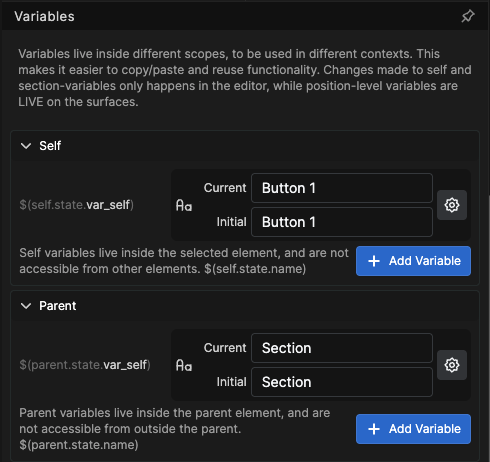 Variables
Variables live inside different scopes, to be used in different contexts. This
makes it easier to copy/paste and reuse functionality. Changes made to self and
section-variables only happens in the editor, while position-level variables are
LIVE on the surfaces.
Self
$(self.state.var_self)
Aa
Current
Button 1
Initial
Button 1
Self variables live inside the selected element, and are not
accessible from other elements. $(self.state.name)
+ Add Variable
Parent
$(parent.state.var_self)
Aa
Current
Section
Initial
Section
Parent variables live inside the parent element, and are
not accessible from outside the parent.
$(parent.state.name)
+ Add Variable